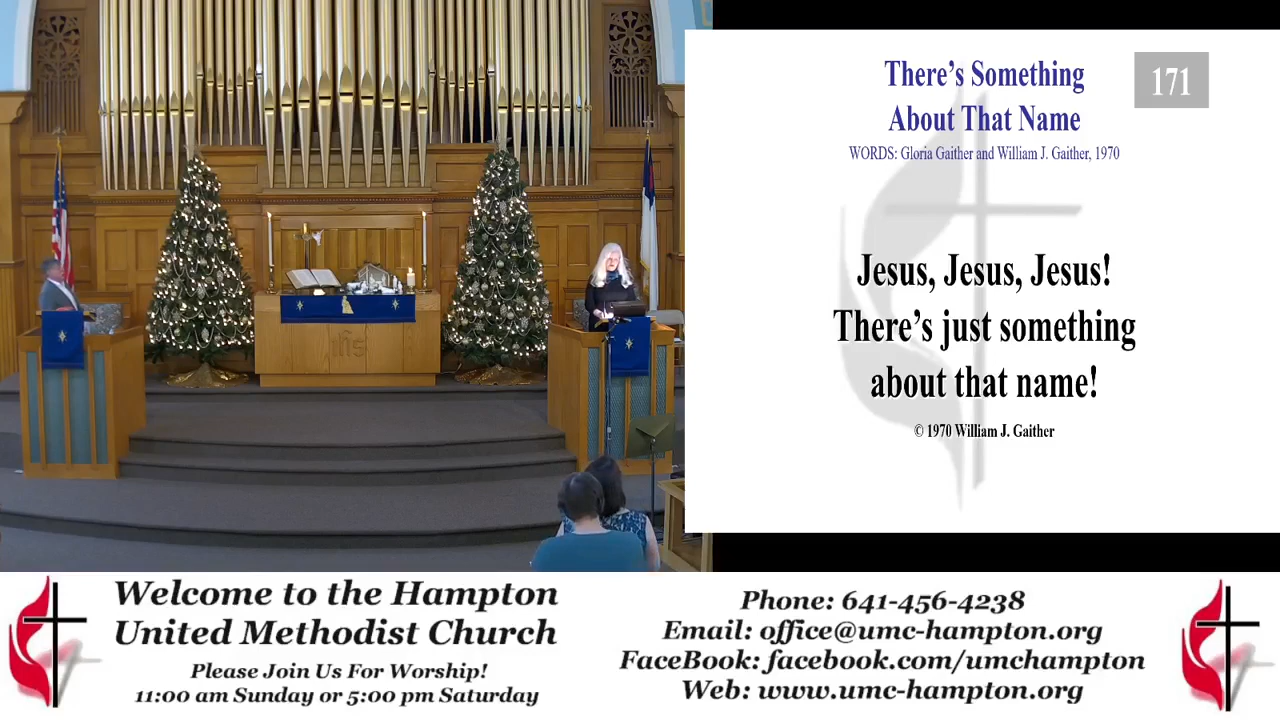 There's Something
About That Name
171
WORDS: Gloria Gaither and William J. Gaither, 1970
Jesus, Jesus, Jesus!
There's just something
about that name!
© 1970 William J. Gaither
ihs
Welcome to the Hampton
United Methodist Church
Please Join Us For Worship!
11:00 am Sunday or 5:00 pm Saturday
Phone: 641-456-4238
Email: office@umc-hampton.org
FaceBook: facebook.com/umchampton
Web: www.umc-hampton.org